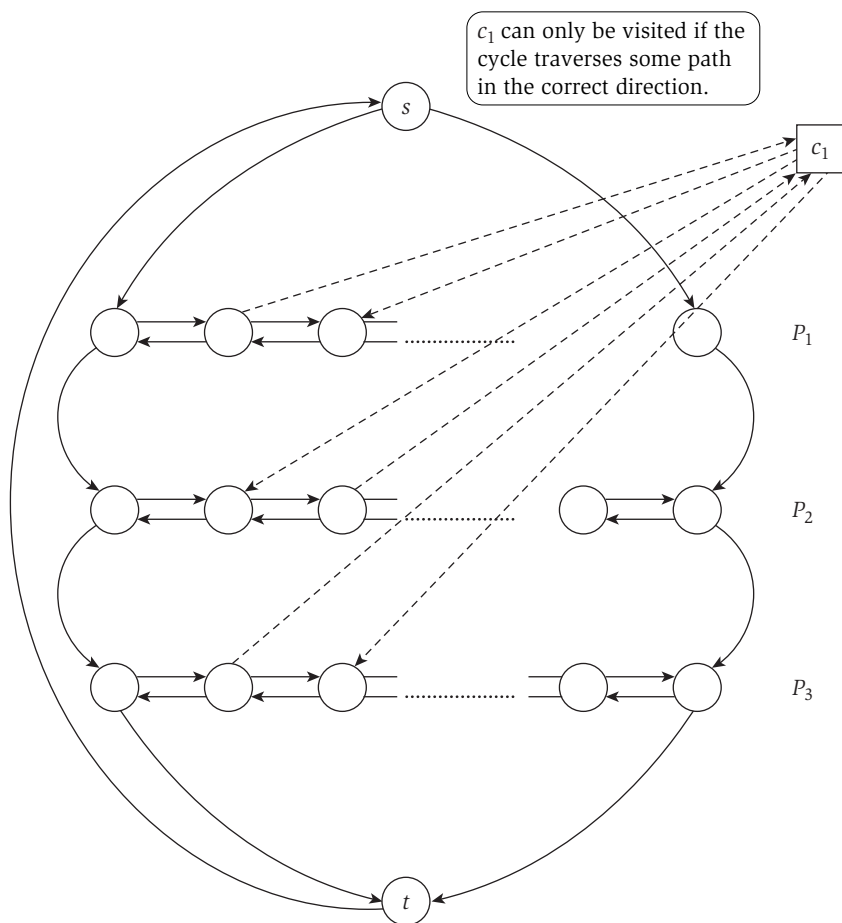 c₁ can only be visited if the
cycle traverses some path
in the correct direction.
s
c₁
P₁
P₂
P₃
t